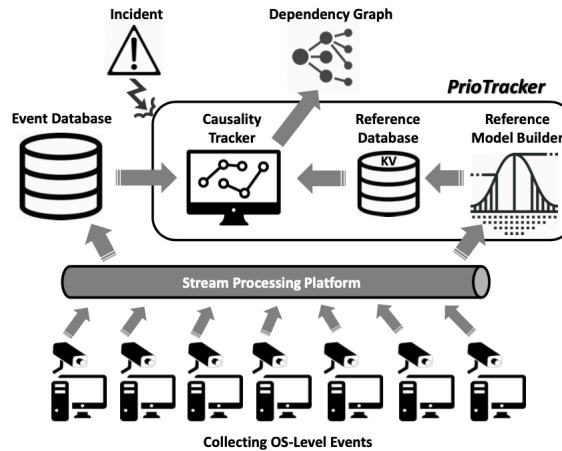 Incident
Dependency Graph
PrioTracker
Event Database
Causality
Tracker
Reference
Database
Reference
Model Builder
KV
Stream Processing Platform
Collecting OS-Level Events